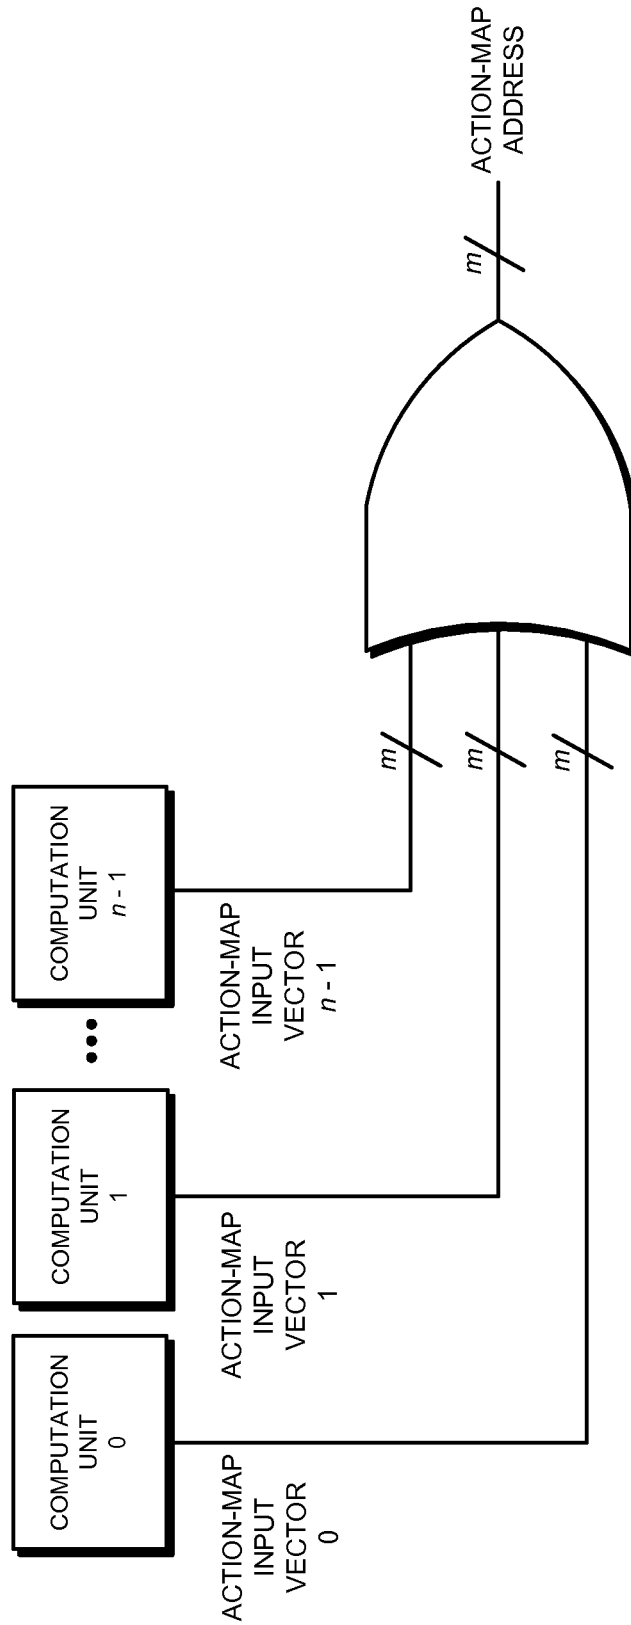 COMPUTATION
UNIT
0
COMPUTATION
UNIT
1
•••
COMPUTATION
UNIT
n - 1
ACTION-MAP
INPUT
VECTOR
0
ACTION-MAP
INPUT
VECTOR
1
ACTION-MAP
INPUT
VECTOR
n - 1
m
m
m
m
ACTION-MAP
ADDRESS